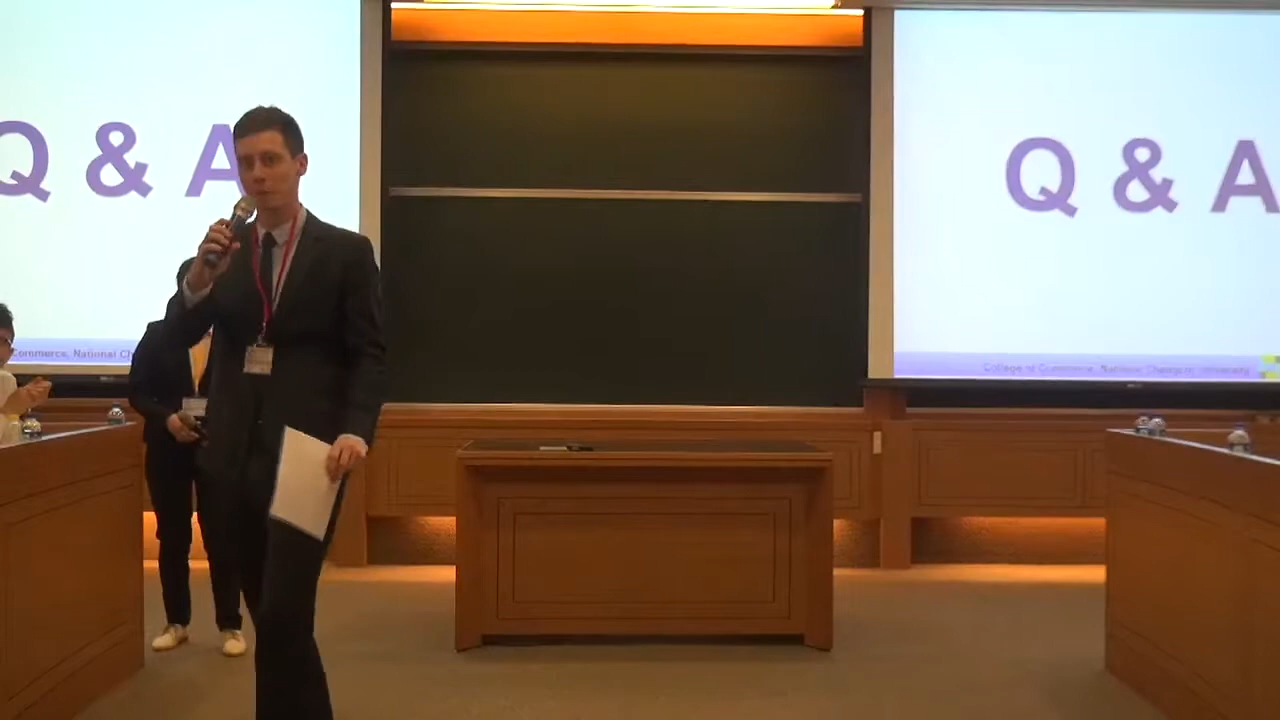 Q & A
Commerce, National Ch
Q & A
College of Commerce, National Chengchi University